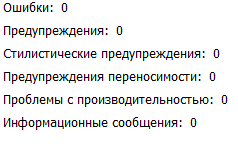 Ошибки: 0
Предупреждения: 0
Стилистические предупреждения: 0
Предупреждения переносимости: 0
Проблемы с производительностью: 0
Информационные сообщения: 0